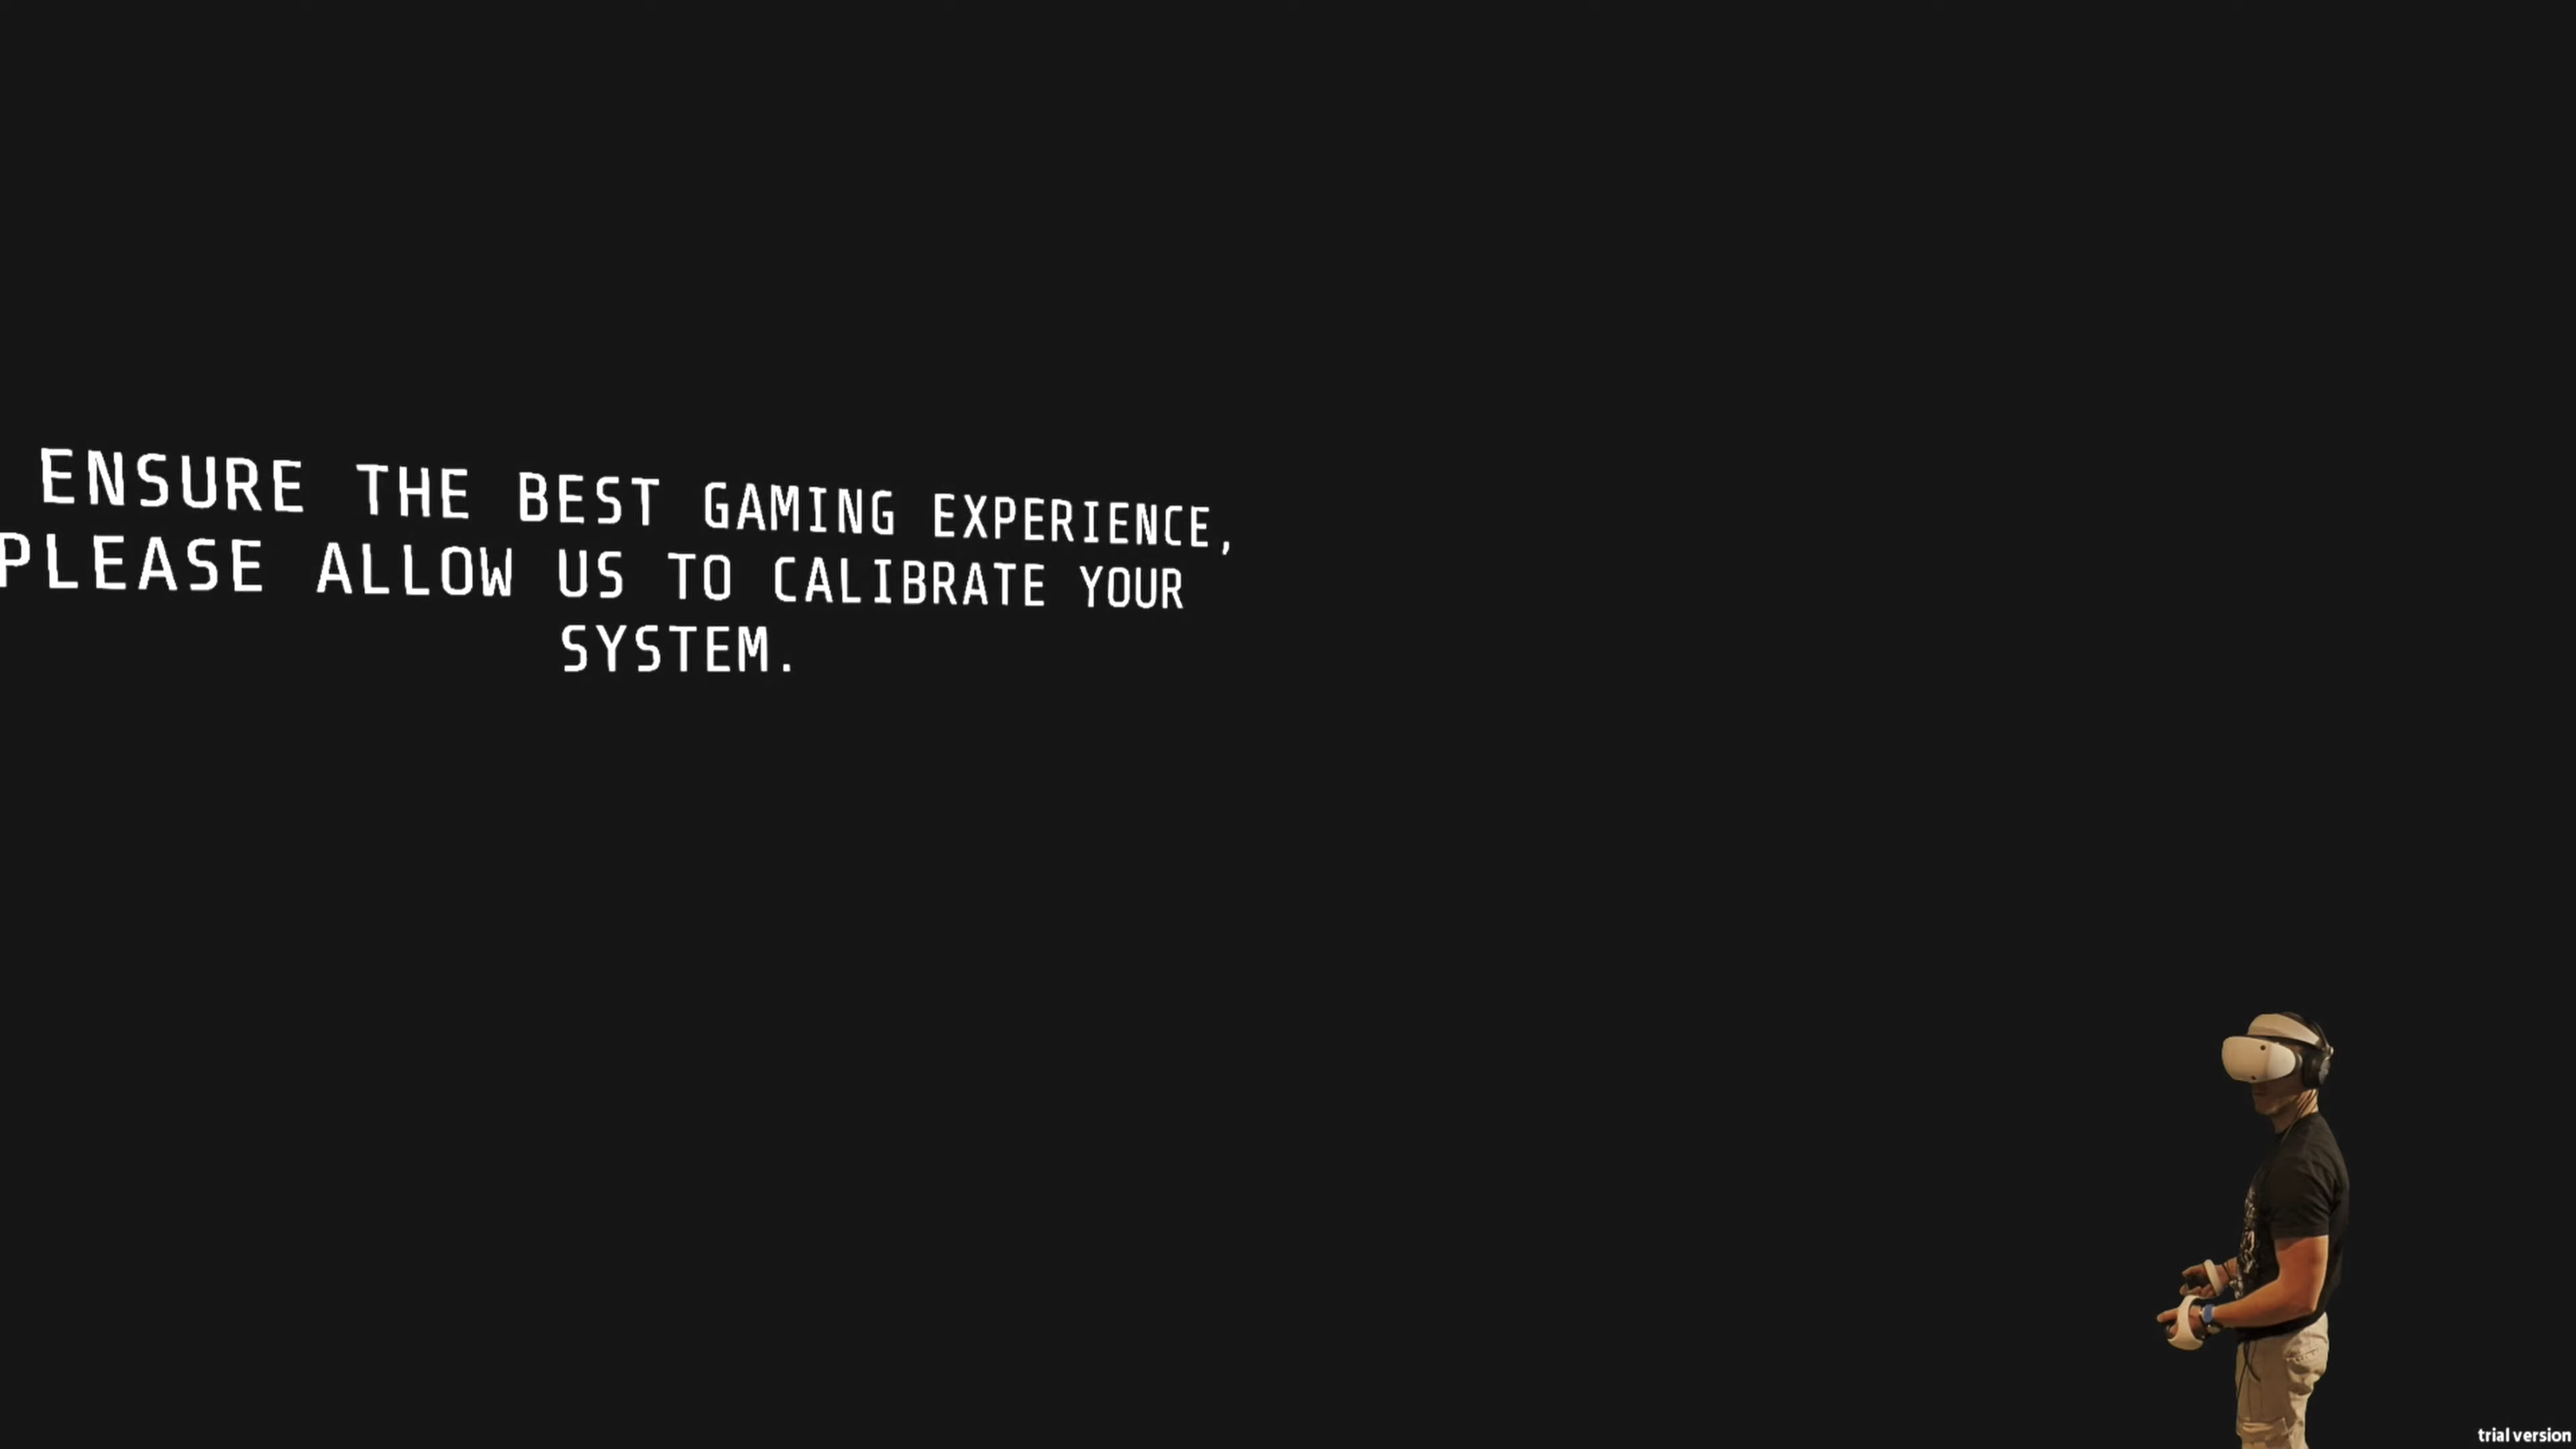 ENSURE THE BEST GAMING EXPERIENCE,
PLEASE ALLOW US TO CALIBRATE YOUR
SYSTEM.
trial version